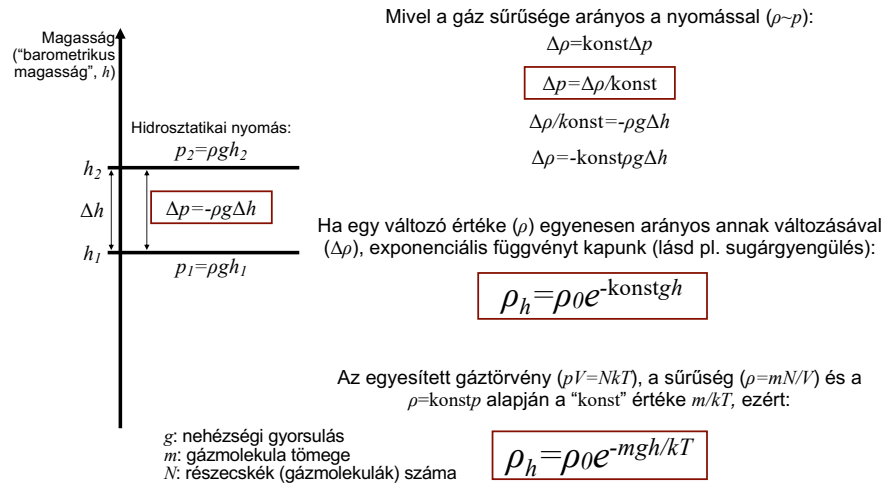 Magasság
("barometrikus
magasság", h)
Hidrosztatikai nyomás:
p₂=ρgh₂
h₂
Δh
Δp=-ρgΔh
h₁
p₁=ρgh₁
g: nehézségi gyorsulás
m: gázmolekula tömege
N: részecskék (gázmolekulák) száma
Mivel a gáz sűrűsége arányos a nyomással (ρ~p):
Δρ=konstΔp
Δp=Δρ/konst
Δρ/konst=-ρgΔh
Δρ=-konstρgΔh
Ha egy változó értéke (ρ) egyenesen arányos annak változásával
(Δρ), exponenciális függvényt kapunk (lásd pl. sugárgyengülés):
ρₕ=ρ0e^-konstgh
Az egyesített gáztörvény (pV=NkT), a sűrűség (ρ=mN/V) és a
ρ=konstp alapján a "konst" értéke m/kT, ezért:
ρₕ=ρ0e^-mgh/kT